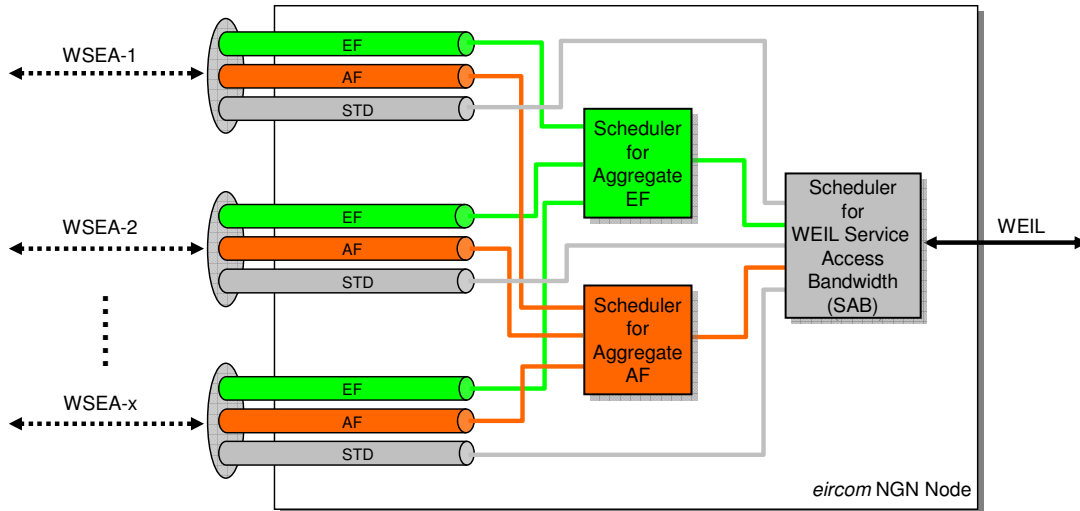 WSEA-1
EF
AF
STD
WSEA-2
EF
AF
STD
WSEA-x
EF
AF
STD
Scheduler
for
Aggregate
EF
Scheduler
for
Aggregate
AF
Scheduler
for
WEIL Service
Access
Bandwidth
(SAB)
WEIL
eircom NGN Node